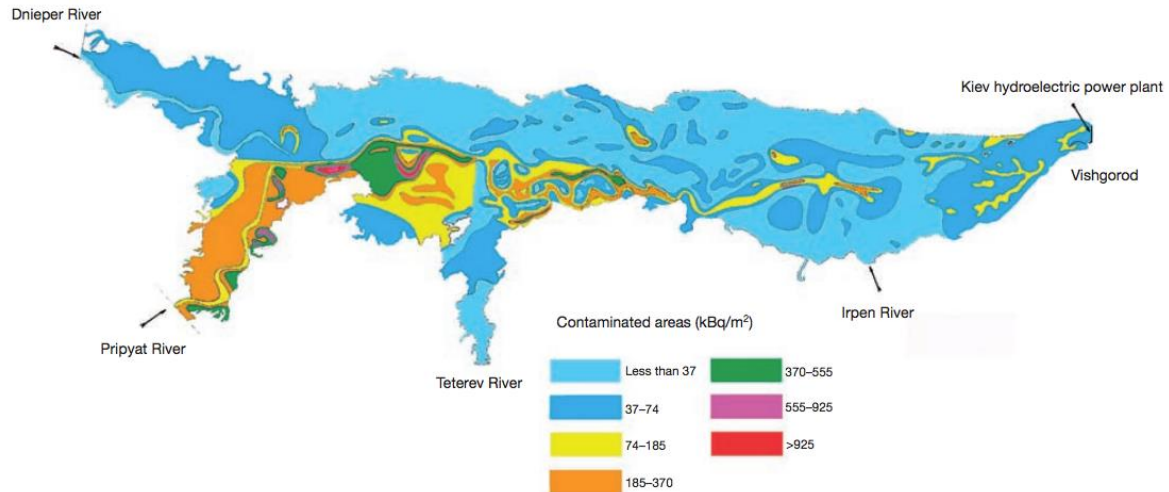 Dnieper River
Kiev hydroelectric power plant
Vishgorod
Irpen River
Pripyat River
Teterev River
Contaminated areas (kBq/m²)
Less than 37
37–74
74–185
185–370
370–555
555–925
>925